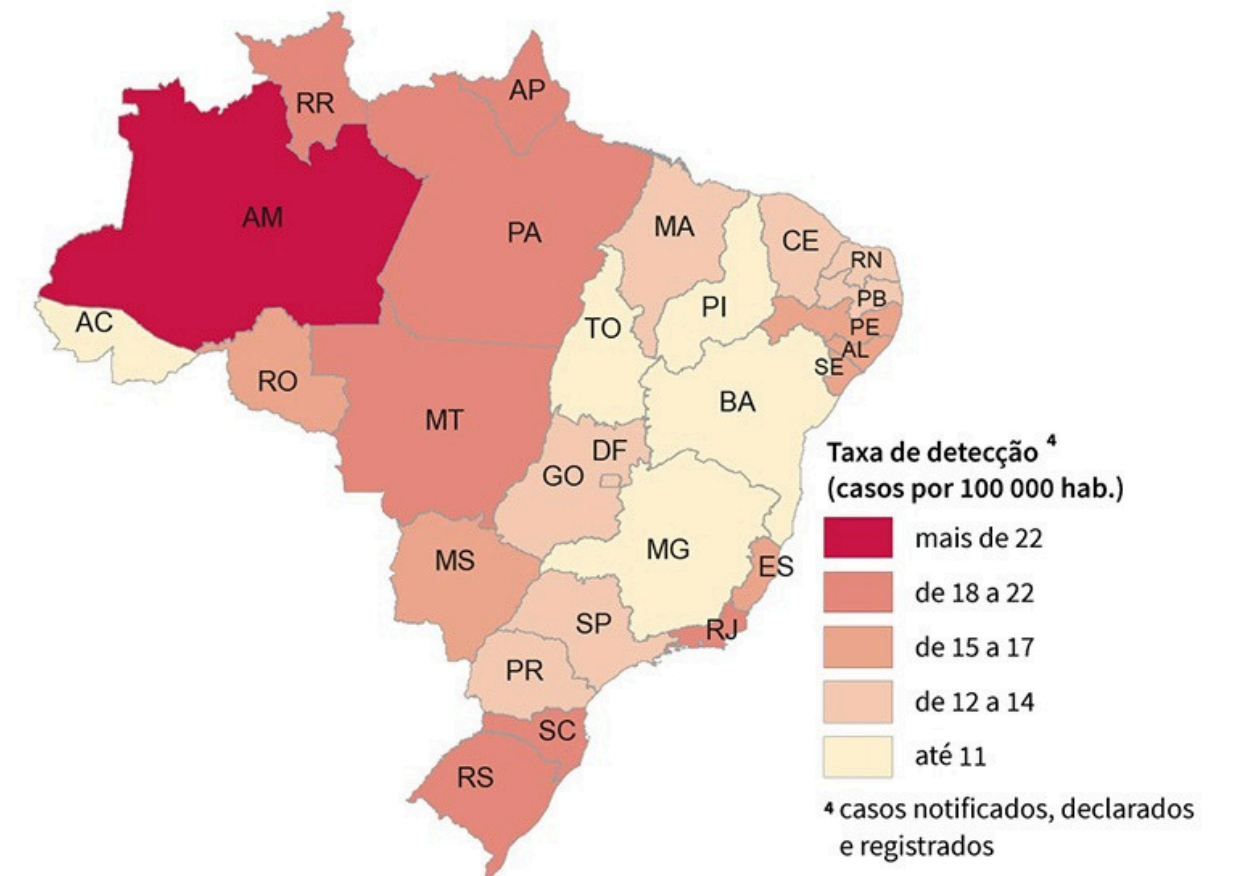 AP
RR
AM
PA
MA
CE
RN
PB
PI
PE
AC
TO
AL
SE
RO
BA
MT
DF
GO
MG
MS
ES
SP
RJ
PR
SC
RS
Taxa de detecção ⁴
(casos por 100 000 hab.)
mais de 22
de 18 a 22
de 15 a 17
de 12 a 14
até 11
⁴ casos notificados, declarados
e registrados